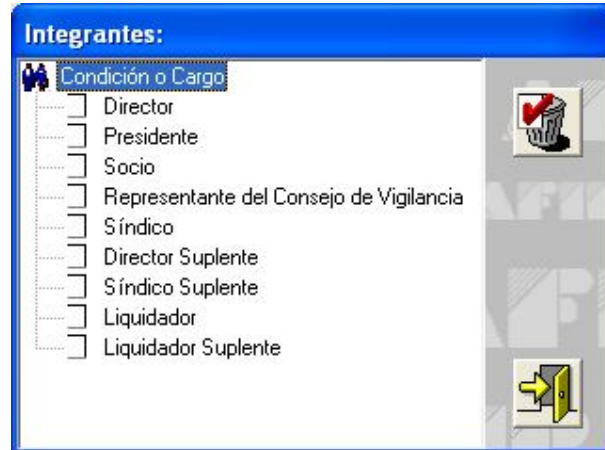 Integrantes:
Condición o Cargo
Director
Presidente
Socio
Representante del Consejo de Vigilancia
Síndico
Director Suplente
Síndico Suplente
Liquidador
Liquidador Suplente